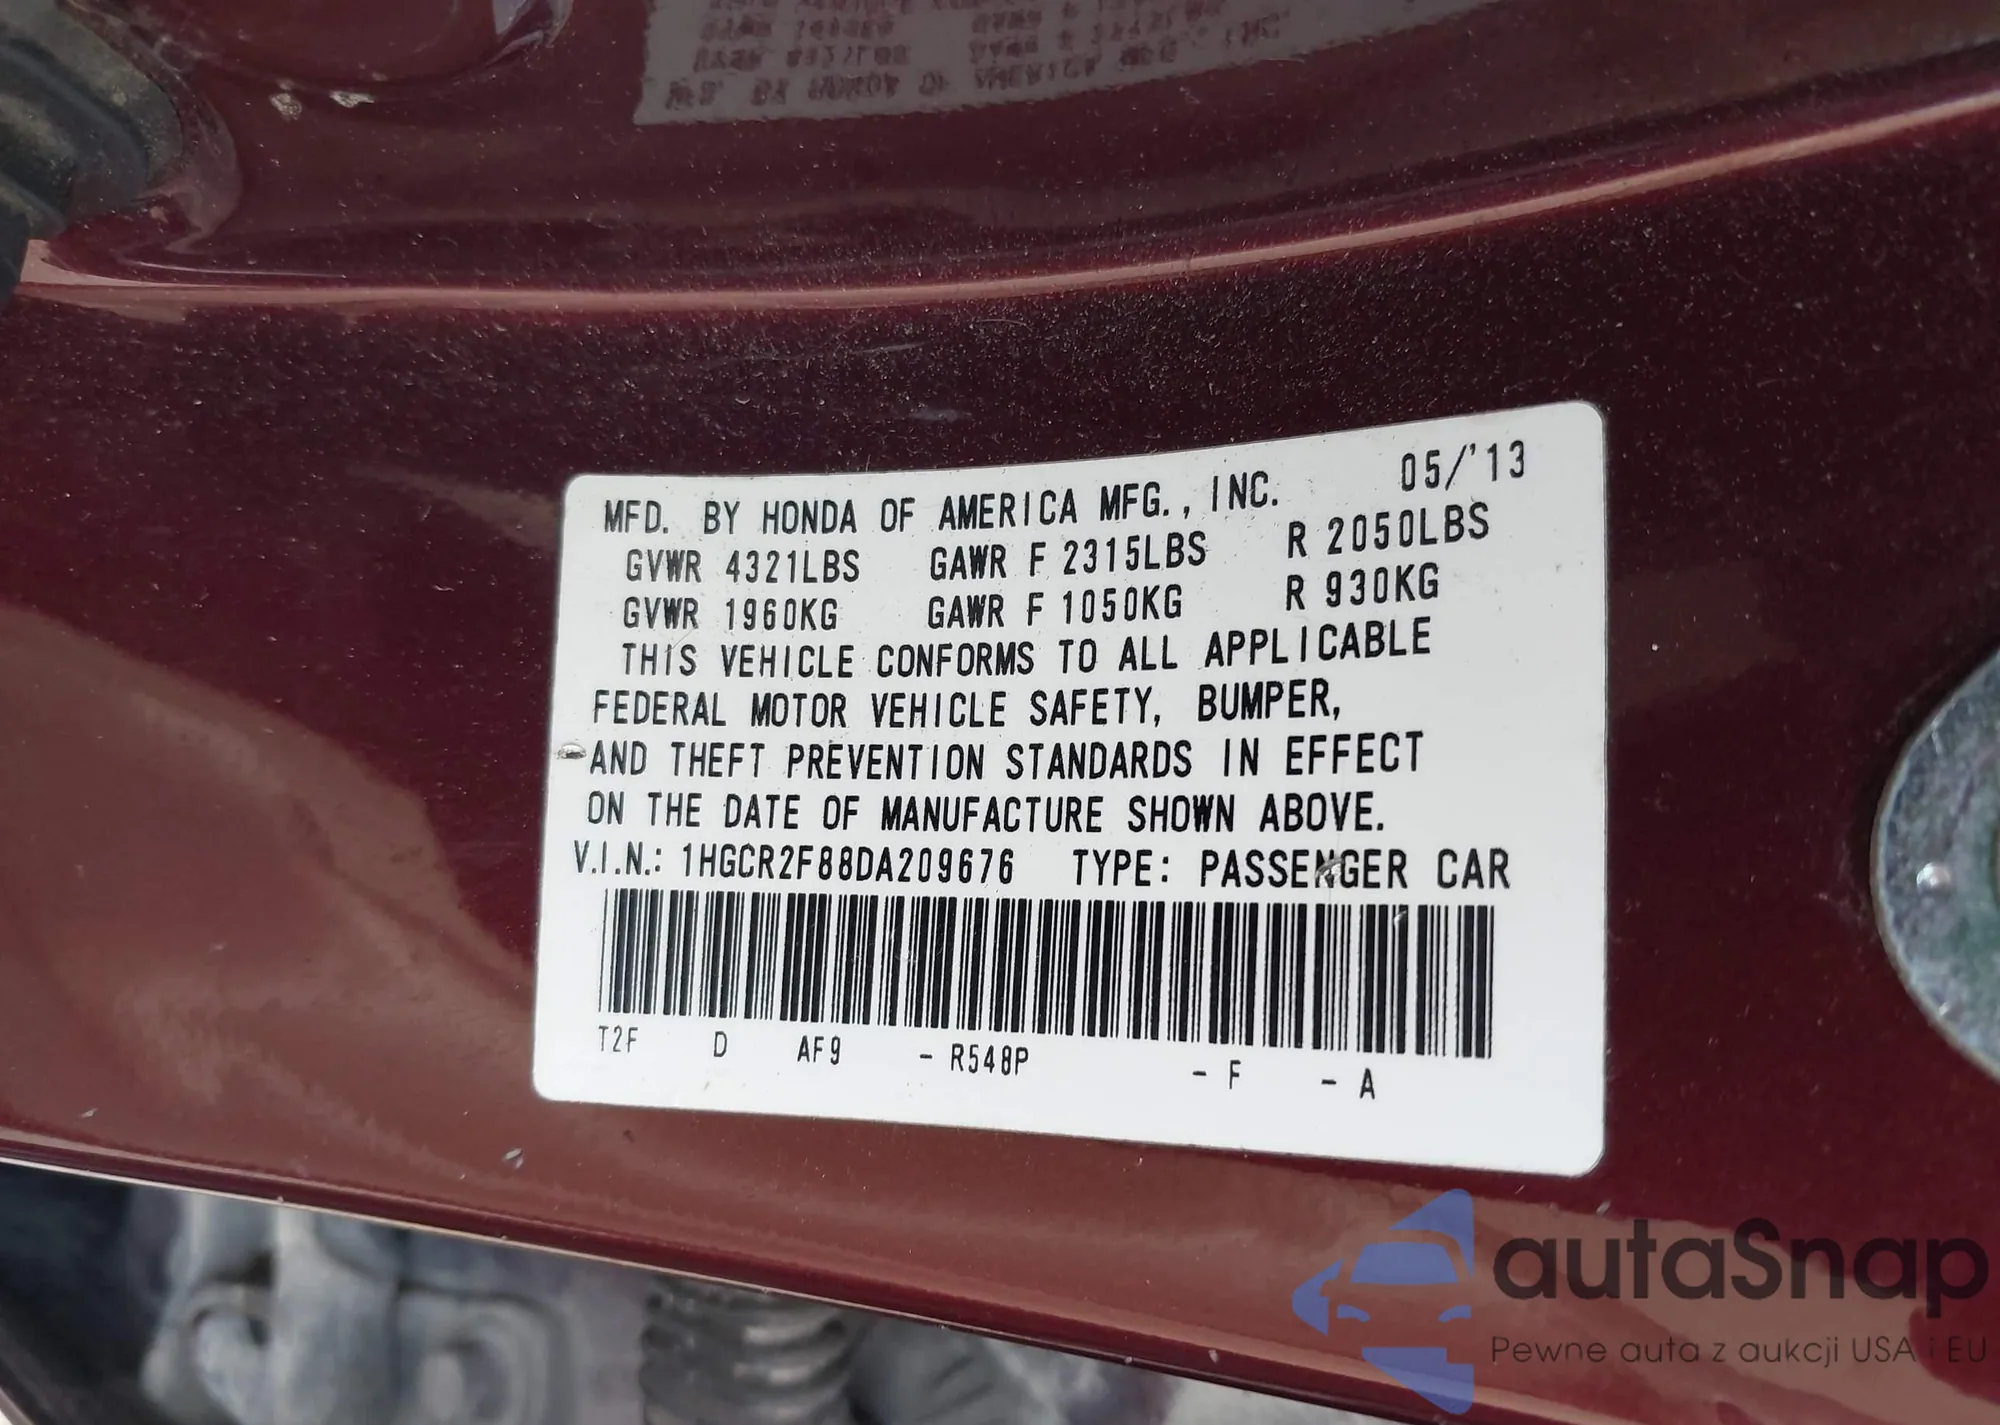 MFD. BY HONDA OF AMERICA MFG., INC. 05/'13
GVWR 4321LBS GAWR F 2315LBS R 2050LBS
GVWR 1960KG GAWR F 1050KG R 930KG
THIS VEHICLE CONFORMS TO ALL APPLICABLE
FEDERAL MOTOR VEHICLE SAFETY, BUMPER,
AND THEFT PREVENTION STANDARDS IN EFFECT
ON THE DATE OF MANUFACTURE SHOWN ABOVE.
V.I.N.: 1HGCR2F88DA209676 TYPE: PASSENGER CAR
T2F D AF9 - R548P - F - A
autaSnap
Pewne auta z aukcji USA i EU